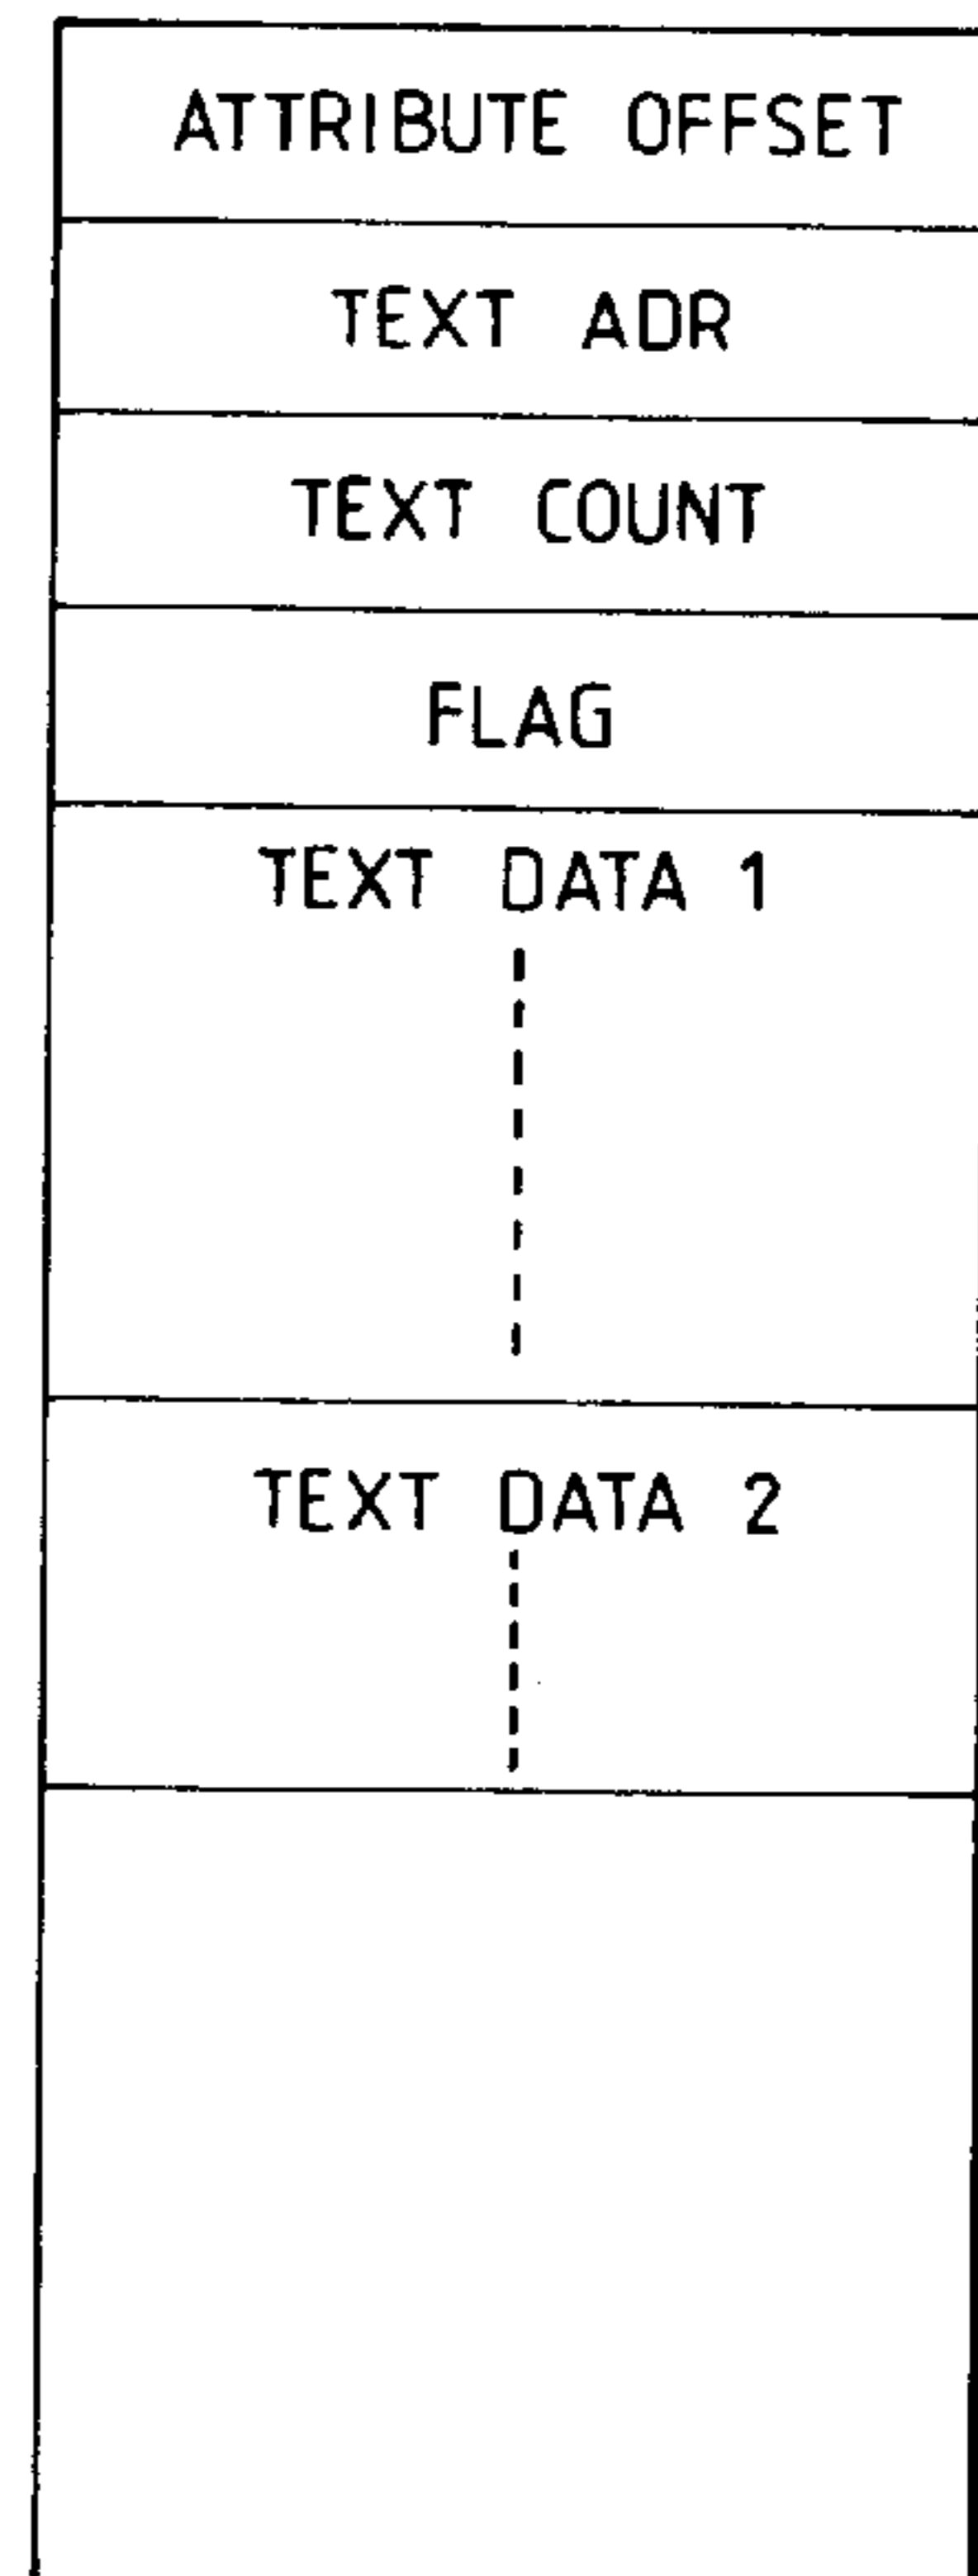 ATTRIBUTE OFFSET
TEXT ADR
TEXT COUNT
FLAG
TEXT DATA 1
TEXT DATA 2